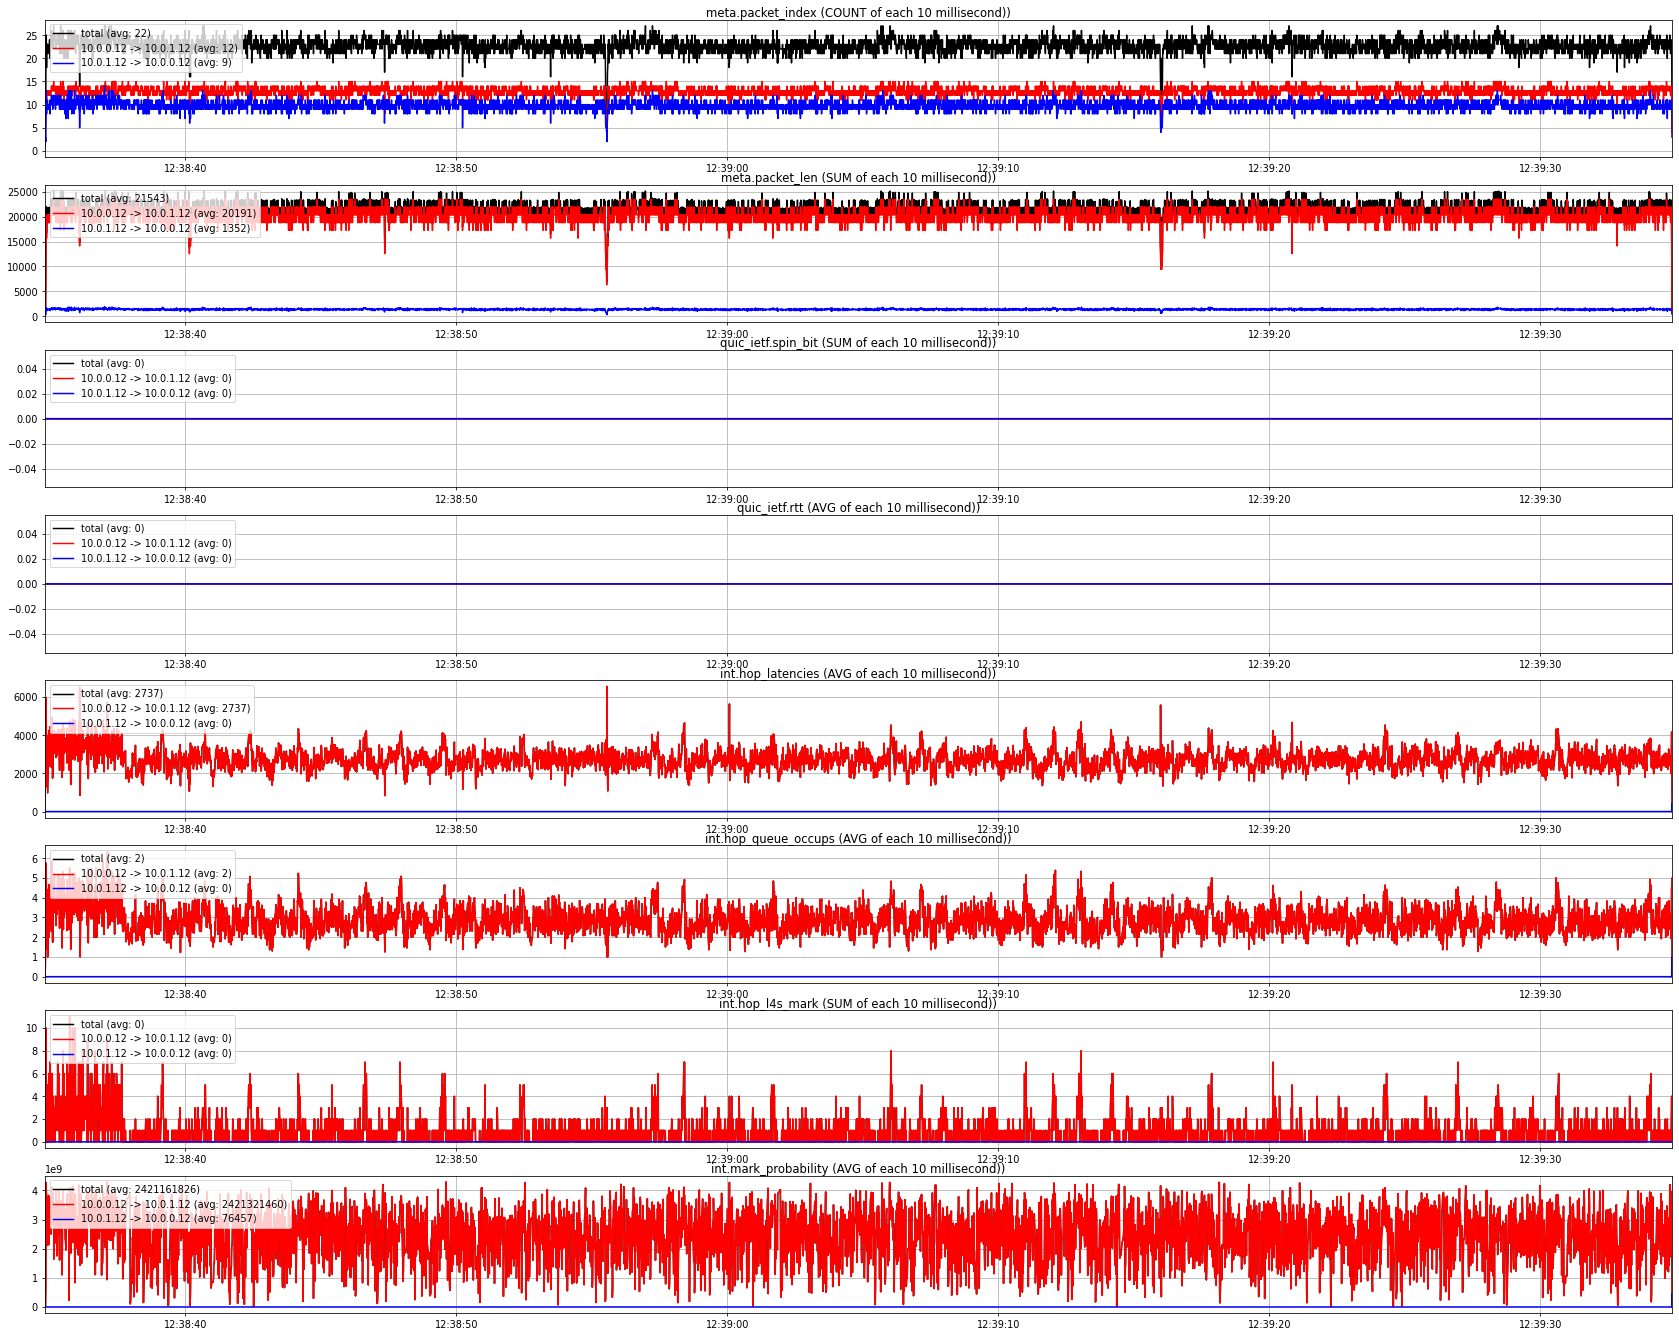 meta.packet_index (COUNT of each 10 millisecond))
total (avg: 22)
10.0.0.12 -> 10.0.1.12 (avg: 12)
10.0.1.12 -> 10.0.0.12 (avg: 9)
25
20
15
10
5
0
12:38:40 12:38:50 12:39:00 12:39:10 12:39:20 12:39:30
meta.packet_len (SUM of each 10 millisecond))
total (avg: 21543)
10.0.0.12 -> 10.0.1.12 (avg: 20191)
10.0.1.12 -> 10.0.0.12 (avg: 1352)
25000
20000
15000
10000
5000
0
12:38:40 12:38:50 12:39:00 12:39:10 12:39:20 12:39:30
quic_ietf.spin_bit (SUM of each 10 millisecond))
total (avg: 0)
10.0.0.12 -> 10.0.1.12 (avg: 0)
10.0.1.12 -> 10.0.0.12 (avg: 0)
0.04
0.02
0.00
−0.02
−0.04
12:38:40 12:38:50 12:39:00 12:39:10 12:39:20 12:39:30
quic_ietf.rtt (AVG of each 10 millisecond))
total (avg: 0)
10.0.0.12 -> 10.0.1.12 (avg: 0)
10.0.1.12 -> 10.0.0.12 (avg: 0)
0.04
0.02
0.00
−0.02
−0.04
12:38:40 12:38:50 12:39:00 12:39:10 12:39:20 12:39:30
int.hop_latencies (AVG of each 10 millisecond))
total (avg: 2737)
10.0.0.12 -> 10.0.1.12 (avg: 2737)
10.0.1.12 -> 10.0.0.12 (avg: 0)
6000
4000
2000
0
12:38:40 12:38:50 12:39:00 12:39:10 12:39:20 12:39:30
int.hop_queue_occups (AVG of each 10 millisecond))
total (avg: 2)
10.0.0.12 -> 10.0.1.12 (avg: 2)
10.0.1.12 -> 10.0.0.12 (avg: 0)
6
5
4
3
2
1
0
12:38:40 12:38:50 12:39:00 12:39:10 12:39:20 12:39:30
int.hop_l4s_mark (SUM of each 10 millisecond))
total (avg: 0)
10.0.0.12 -> 10.0.1.12 (avg: 0)
10.0.1.12 -> 10.0.0.12 (avg: 0)
10
8
6
4
2
0
12:38:40 12:38:50 12:39:00 12:39:10 12:39:20 12:39:30
1e9
int.mark_probability (AVG of each 10 millisecond))
total (avg: 2421161826)
10.0.0.12 -> 10.0.1.12 (avg: 2421321460)
10.0.1.12 -> 10.0.0.12 (avg: 76457)
4
3
2
1
0
12:38:40 12:38:50 12:39:00 12:39:10 12:39:20 12:39:30